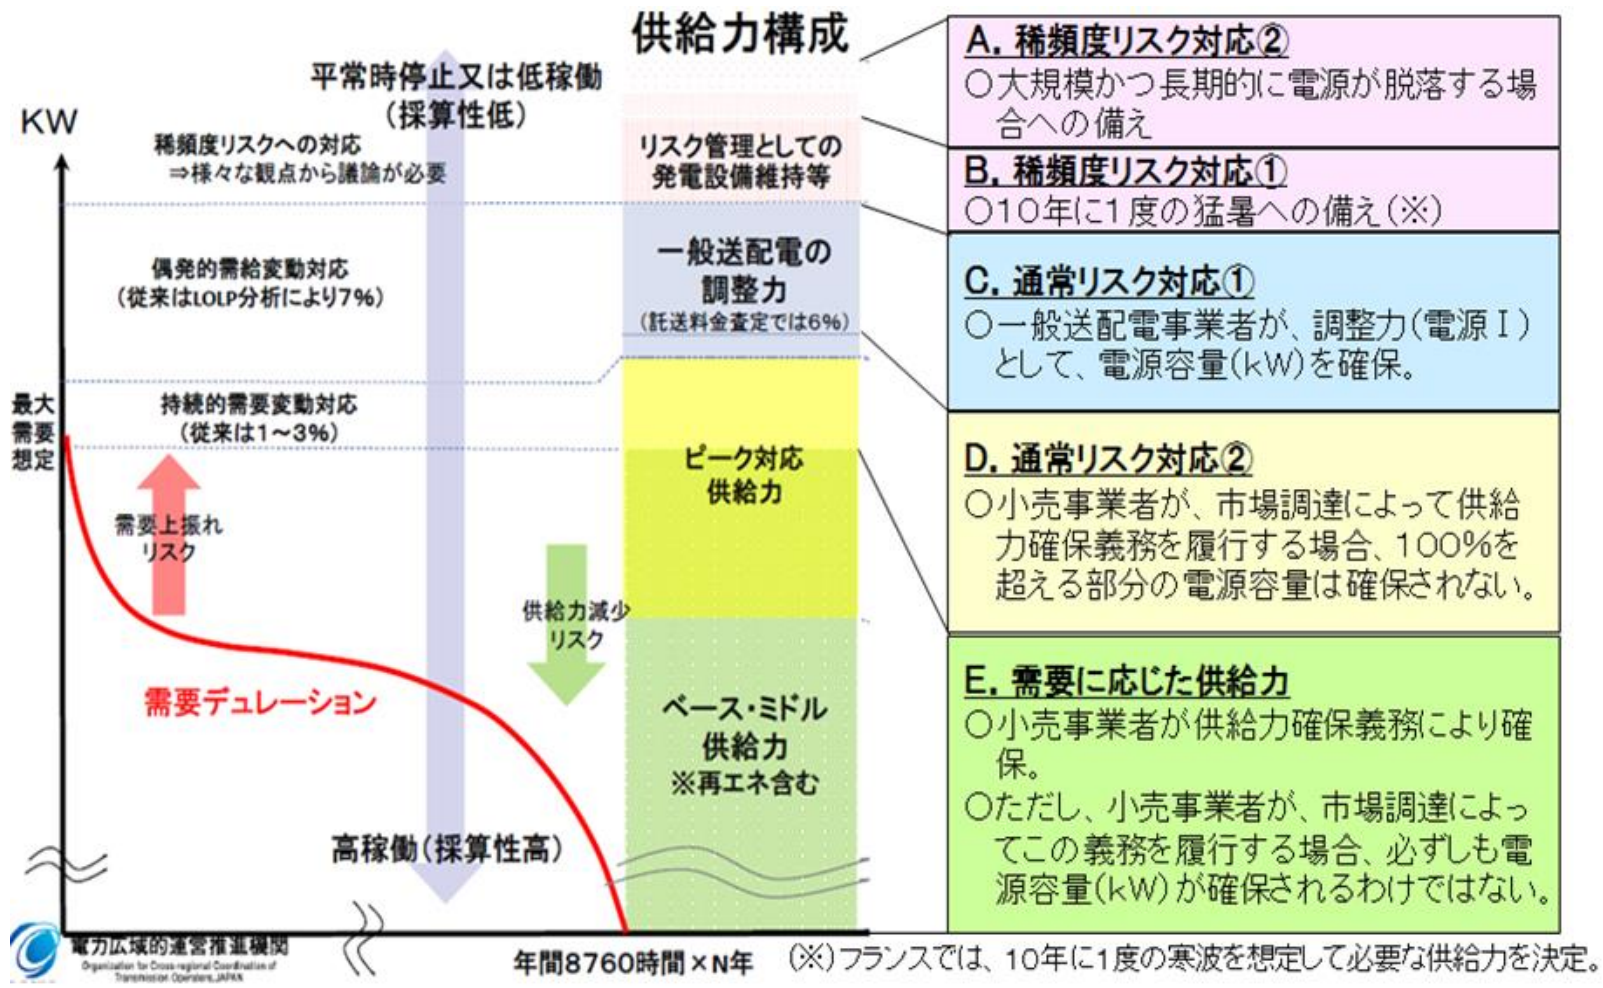 供給力構成
平常時停止又は低稼働
(採算性低)
KW
稀頻度リスクへの対応
⇒様々な観点から議論が必要
リスク管理としての
発電設備維持等
偶発的需給変動対応
(従来はLOLP分析により7%)
一般送配電の
調整力
(託送料金査定では6%)
最大
需要
想定
持続的需要変動対応
(従来は1~3%)
ピーク対応
供給力
需要上振れ
リスク
供給力減少
リスク
需要デュレーション
ベース・ミドル
供給力
※再エネ含む
高稼働(採算性高)
電力広域的運営推進機関
Organization for Cross-regional Coordination of
Transmission Operators,JAPAN
年間8760時間×N年
A. 稀頻度リスク対応②
○大規模かつ長期的に電源が脱落する場
合への備え
B. 稀頻度リスク対応①
○10年に1度の猛暑への備え(※)
C. 通常リスク対応①
○一般送配電事業者が、調整力(電源Ⅰ)
として、電源容量(kW)を確保。
D. 通常リスク対応②
○小売事業者が、市場調達によって供給
力確保義務を履行する場合、100%を
超える部分の電源容量は確保されない。
E. 需要に応じた供給力
○小売事業者が供給力確保義務により確
保。
○ただし、小売事業者が、市場調達によっ
てこの義務を履行する場合、必ずしも電
源容量(kW)が確保されるわけではない。
(※)フランスでは、10年に1度の寒波を想定して必要な供給力を決定。